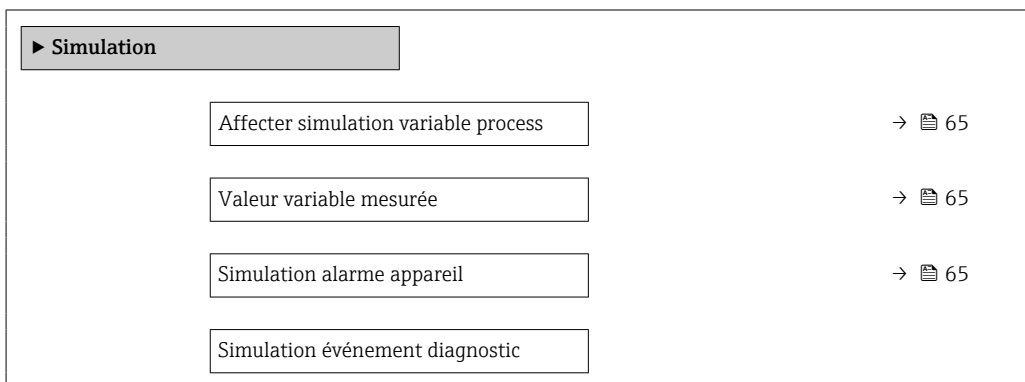 ▶ Simulation
Affecter simulation variable process → 65
Valeur variable mesurée → 65
Simulation alarme appareil → 65
Simulation événement diagnostic